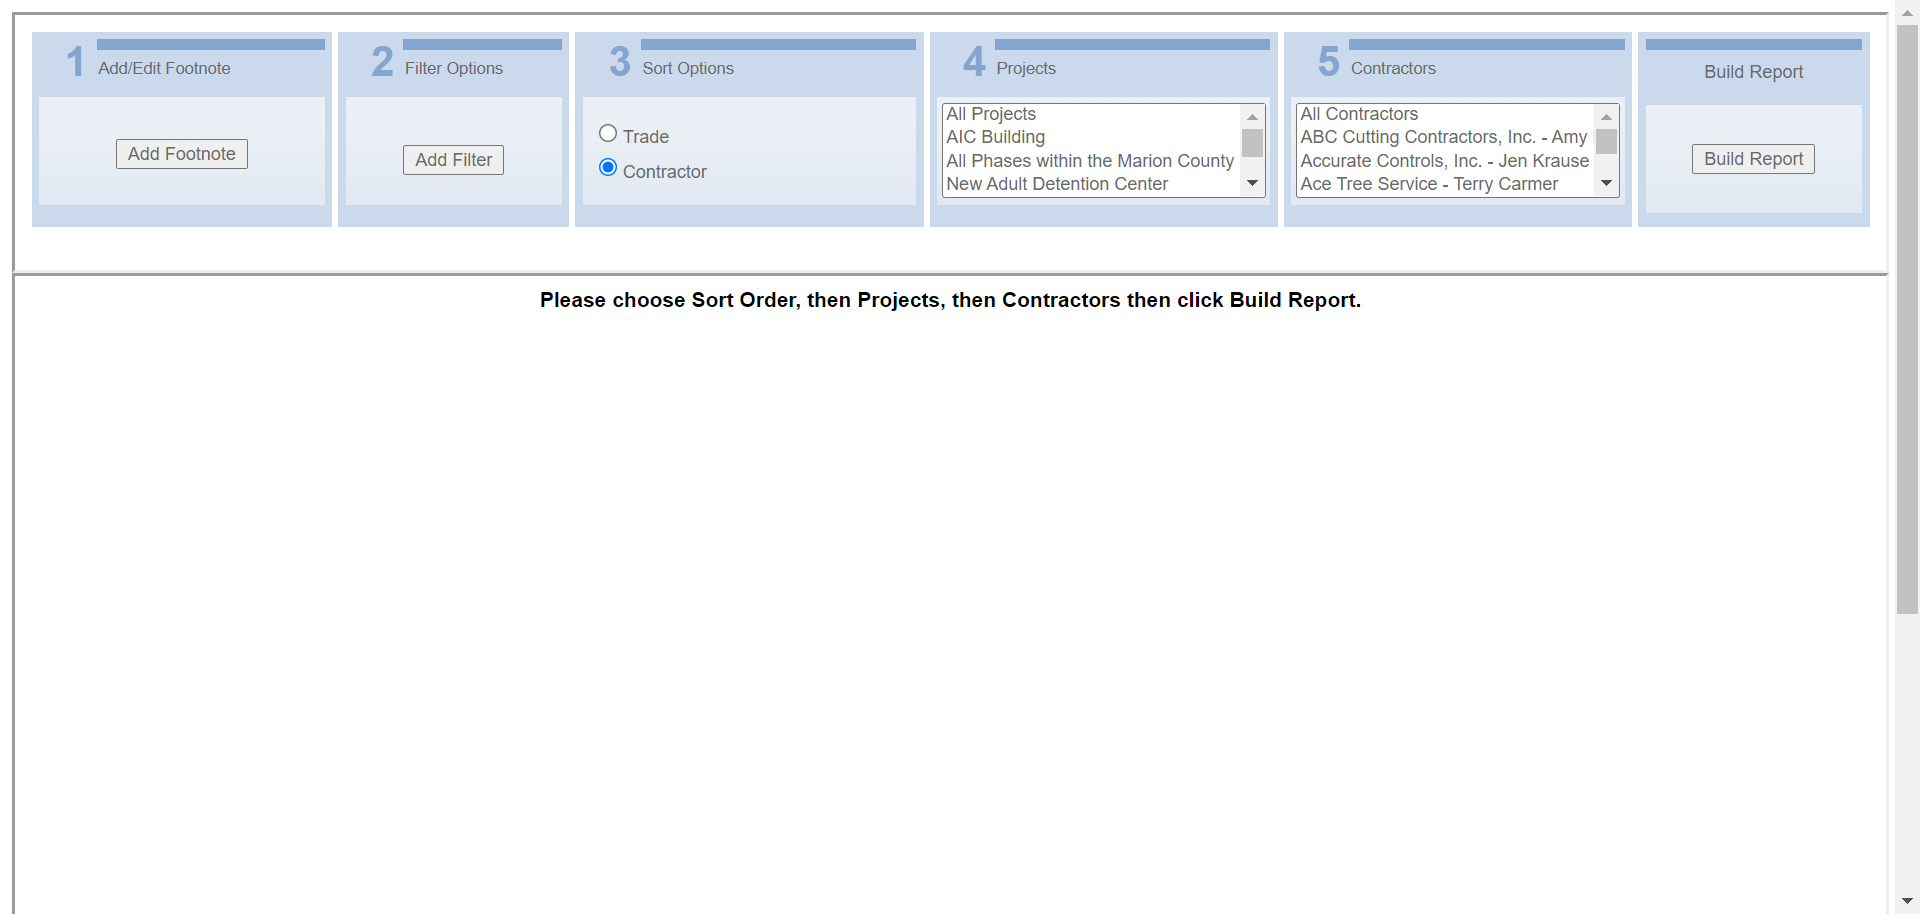 1 Add/Edit Footnote
Add Footnote
2 Filter Options
Add Filter
3 Sort Options
Trade
Contractor
4 Projects
All Projects
AIC Building
All Phases within the Marion County
New Adult Detention Center
5 Contractors
All Contractors
ABC Cutting Contractors, Inc. - Amy
Accurate Controls, Inc. - Jen Krause
Ace Tree Service - Terry Carmer
Build Report
Build Report
Please choose Sort Order, then Projects, then Contractors then click Build Report.